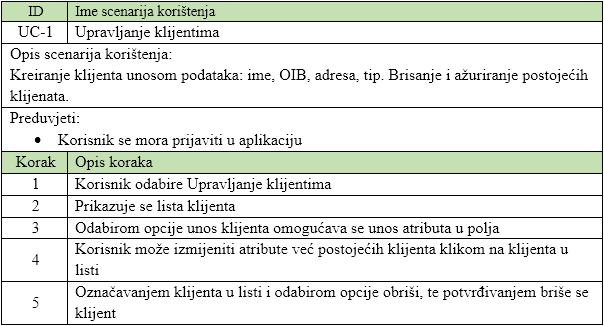 ID Ime scenarija korištenja
UC-1 Upravljanje klijentima
Opis scenarija korištenja:
Kreiranje klijenta unosom podataka: ime, OIB, adresa, tip. Brisanje i ažuriranje postojećih
klijenata.
Preduvjeti:
• Korisnik se mora prijaviti u aplikaciju
Korak Opis koraka
1 Korisnik odabire Upravljanje klijentima
2 Prikazuje se lista klijenta
3 Odabirom opcije unos klijenta omogućava se unos atributa u polja
4 Korisnik može izmijeniti atribute već postojećih klijenta klikom na klijenta u
listi
5 Označavanjem klijenta u listi i odabirom opcije obriši, te potvrđivanjem briše se
klijent